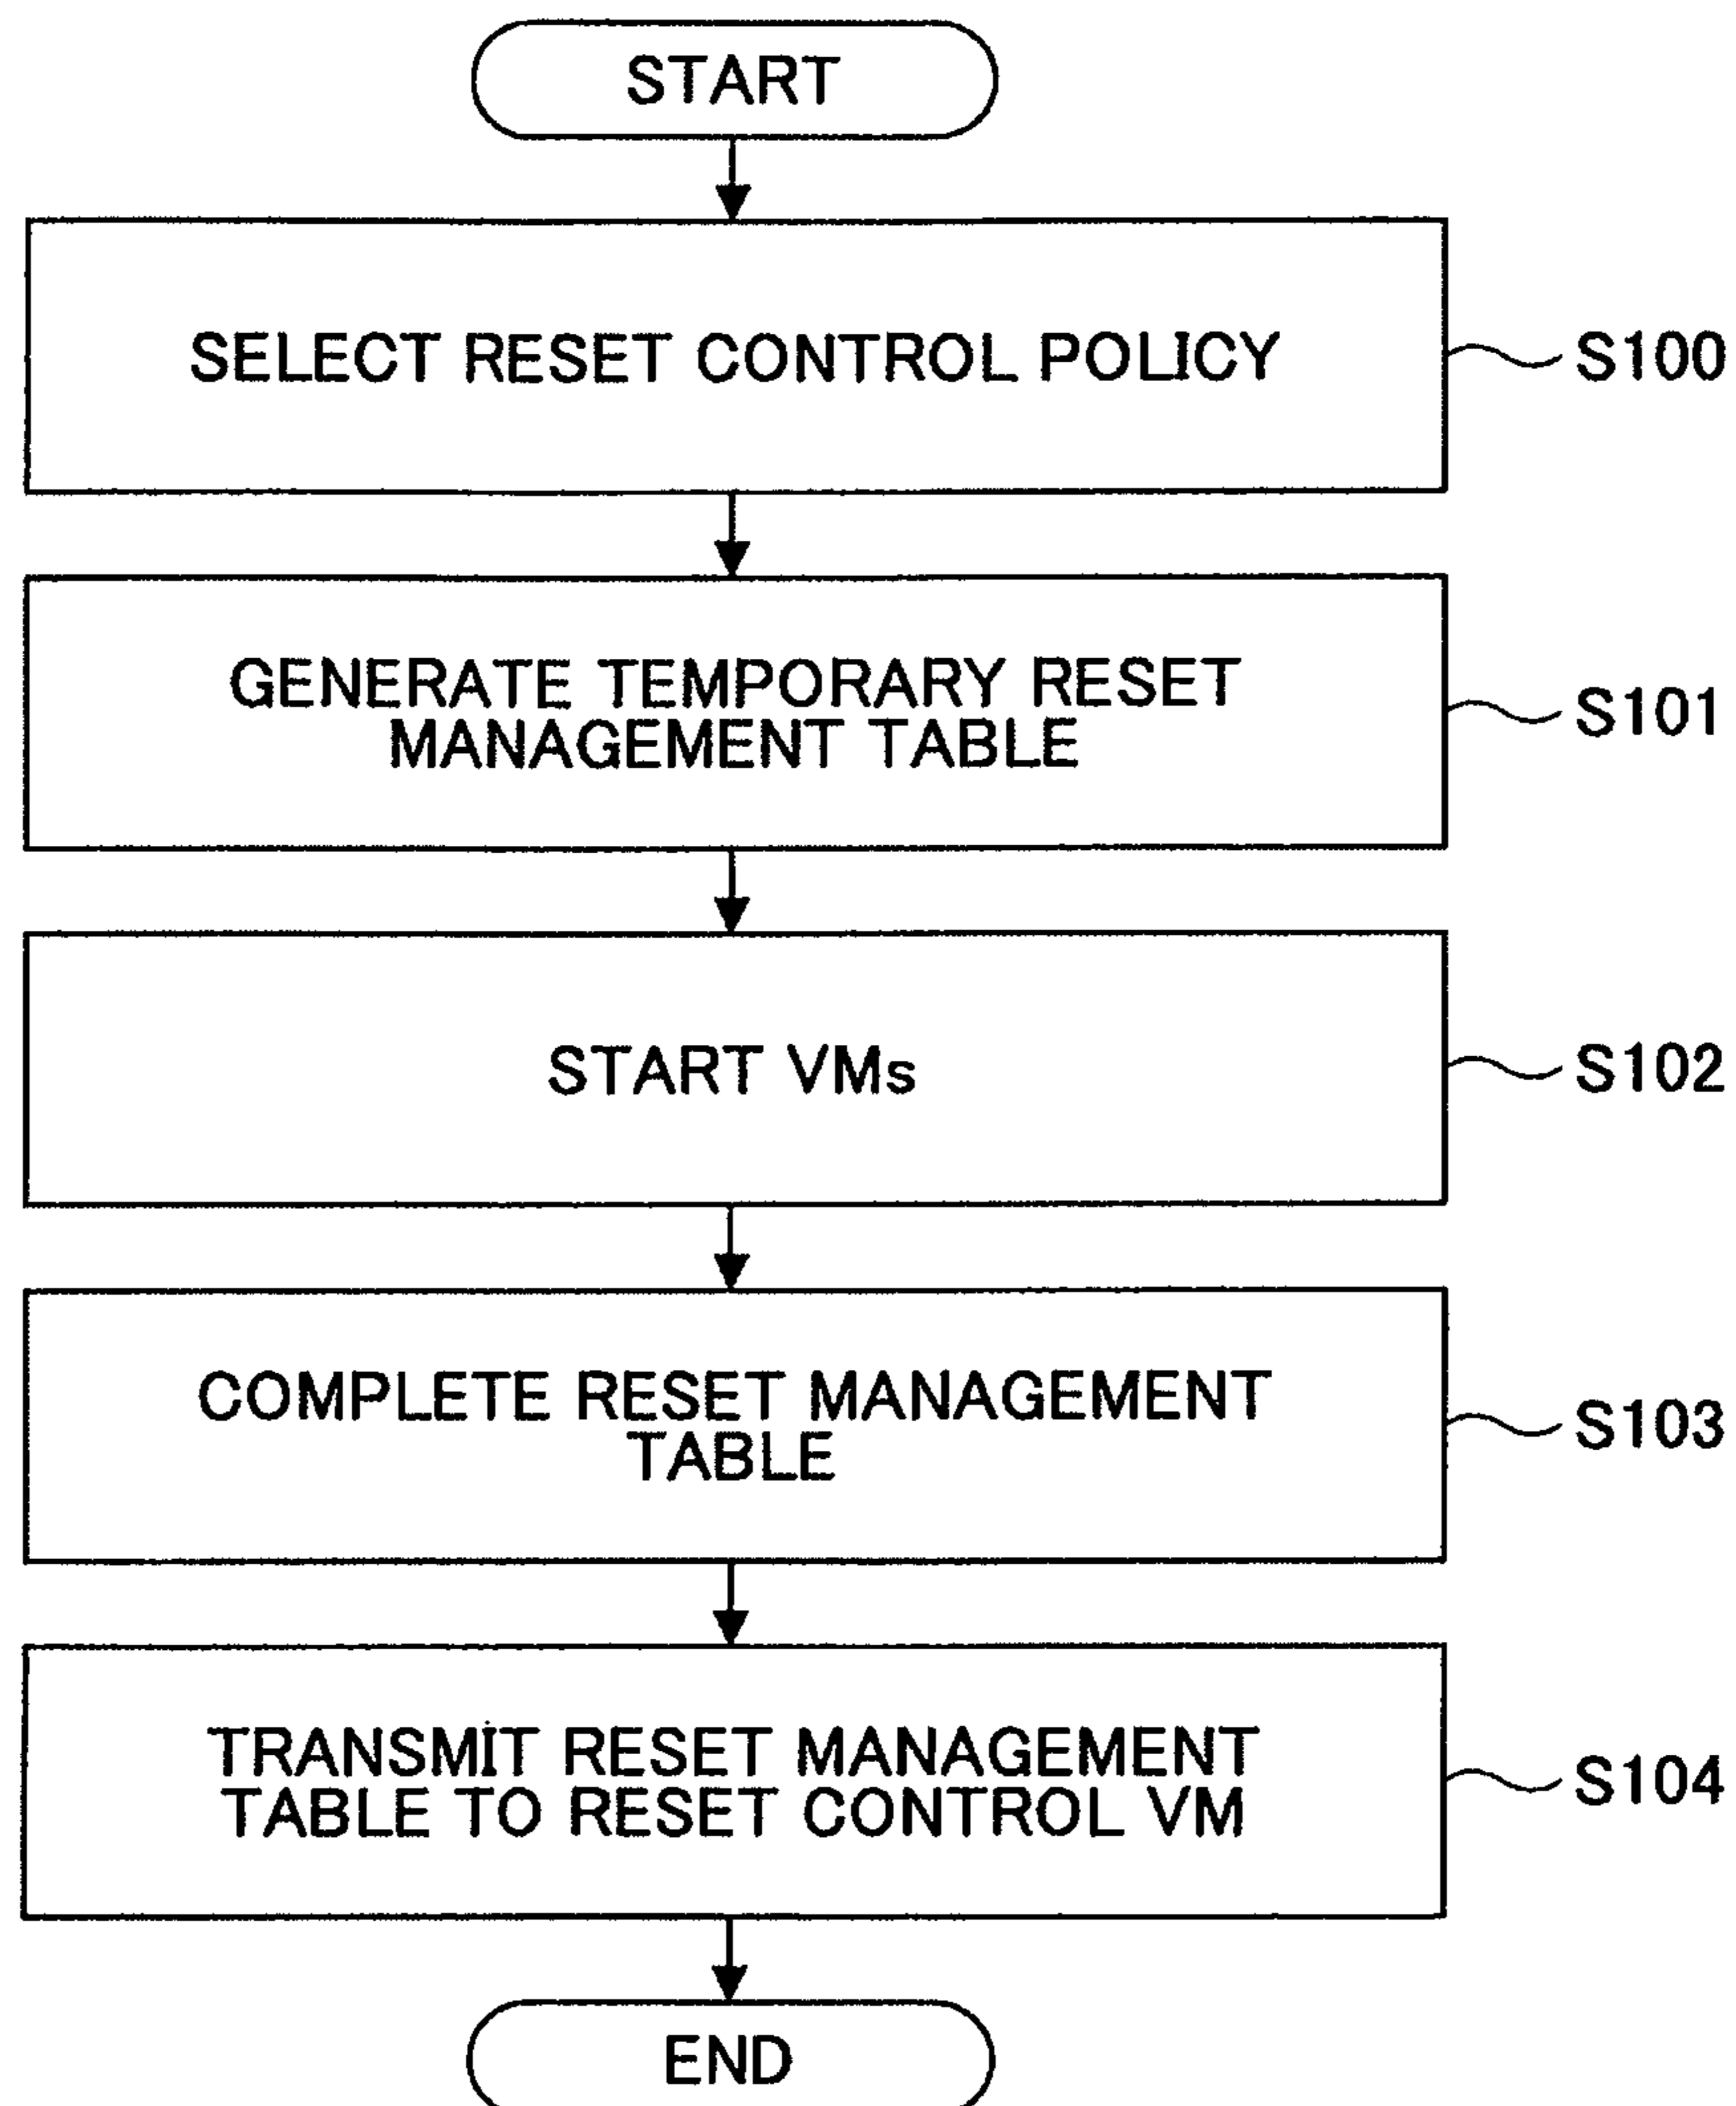 START
SELECT RESET CONTROL POLICY
S100
GENERATE TEMPORARY RESET
MANAGEMENT TABLE
S101
START VMs
S102
COMPLETE RESET MANAGEMENT
TABLE
S103
TRANSMIT RESET MANAGEMENT
TABLE TO RESET CONTROL VM
S104
END